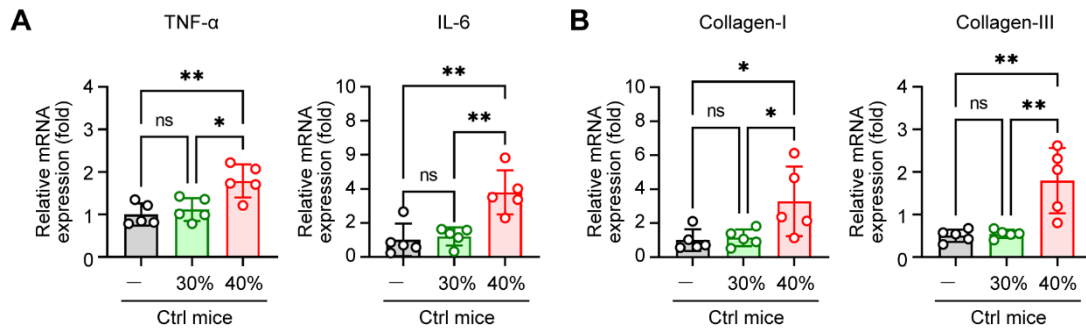 A
TNF-α
Relative mRNA
expression (fold)
4
3
2
1
0
**
ns
*
—
30%
40%
Ctrl mice
IL-6
Relative mRNA
expression (fold)
10
4
2
0
**
ns
**
—
30%
40%
Ctrl mice
B
Collagen-I
Relative mRNA
expression (fold)
10
8
6
4
2
0
*
ns
*
—
30%
40%
Ctrl mice
Collagen-III
Relative mRNA
expression (fold)
4
3
2
1
0
**
ns
**
—
30%
40%
Ctrl mice